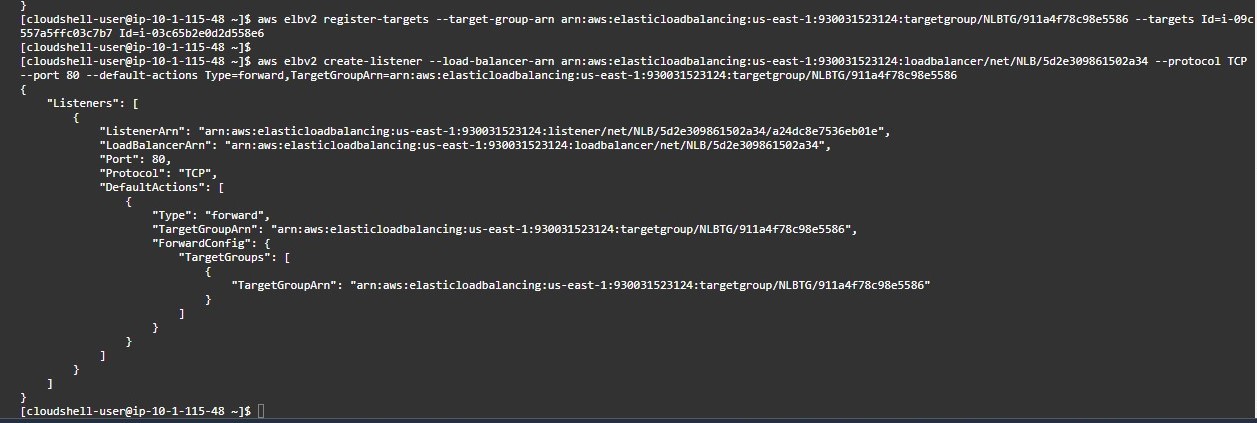 }
[cloudshell-user@ip-10-1-115-48 ~]$ aws elbv2 register-targets --target-group-arn arn:aws:elasticloadbalancing:us-east-1:930031523124:targetgroup/NLBTG/911a4f78c98e5586 --targets Id=i-09c
557a5ffc03c7b7 Id=i-03c65b2e0d2d558e6
[cloudshell-user@ip-10-1-115-48 ~]$
[cloudshell-user@ip-10-1-115-48 ~]$ aws elbv2 create-listener --load-balancer-arn arn:aws:elasticloadbalancing:us-east-1:930031523124:loadbalancer/net/NLB/5d2e309861502a34 --protocol TCP
--port 80 --default-actions Type=forward,TargetGroupArn=arn:aws:elasticloadbalancing:us-east-1:930031523124:targetgroup/NLBTG/911a4f78c98e5586
{
    "Listeners": [
        {
            "ListenerArn": "arn:aws:elasticloadbalancing:us-east-1:930031523124:listener/net/NLB/5d2e309861502a34/a24dc8e7536eb01e",
            "LoadBalancerArn": "arn:aws:elasticloadbalancing:us-east-1:930031523124:loadbalancer/net/NLB/5d2e309861502a34",
            "Port": 80,
            "Protocol": "TCP",
            "DefaultActions": [
                {
                    "Type": "forward",
                    "TargetGroupArn": "arn:aws:elasticloadbalancing:us-east-1:930031523124:targetgroup/NLBTG/911a4f78c98e5586",
                    "ForwardConfig": {
                        "TargetGroups": [
                            {
                                "TargetGroupArn": "arn:aws:elasticloadbalancing:us-east-1:930031523124:targetgroup/NLBTG/911a4f78c98e5586"
                            }
                        ]
                    }
                }
            ]
        }
    ]
}
[cloudshell-user@ip-10-1-115-48 ~]$